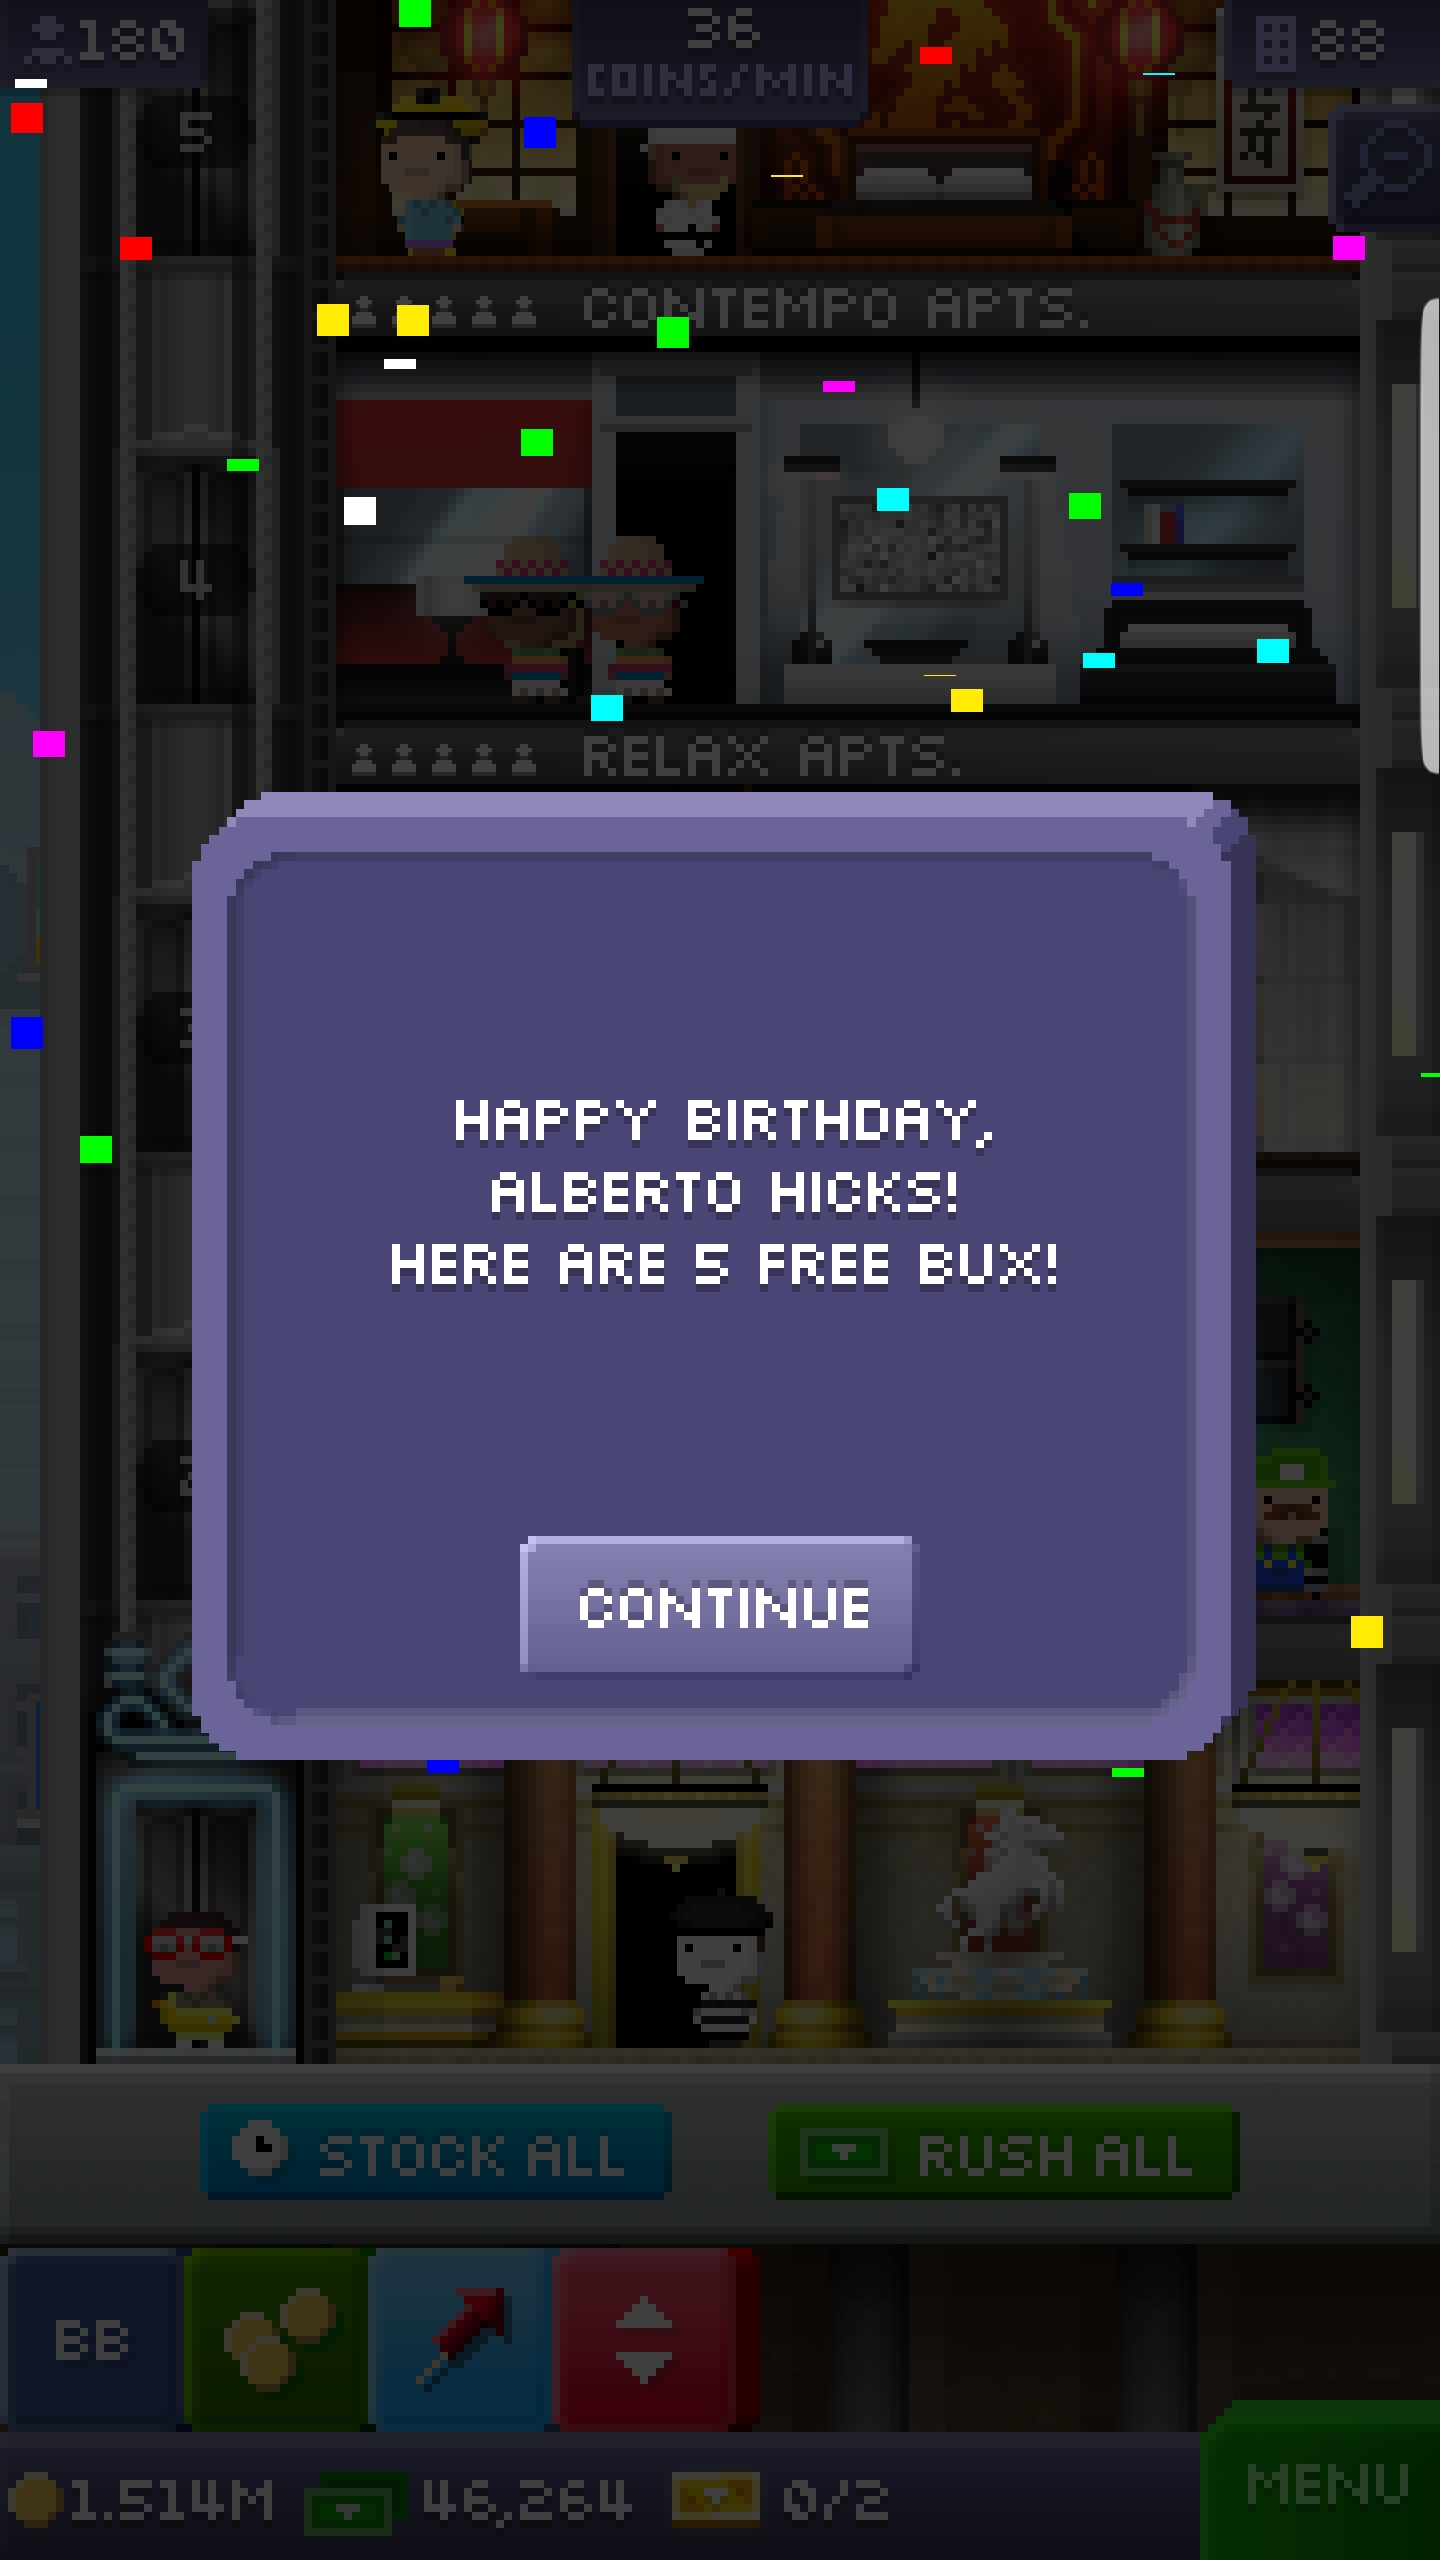 180
36
COINS/MIN
88
5
CONTEMPO APTS.
4
RELAX APTS.
HAPPY BIRTHDAY,
ALBERTO HICKS!
HERE ARE 5 FREE BUX!
CONTINUE
STOCK ALL
RUSH ALL
BB
1.514M
46,264
0/2
MENU